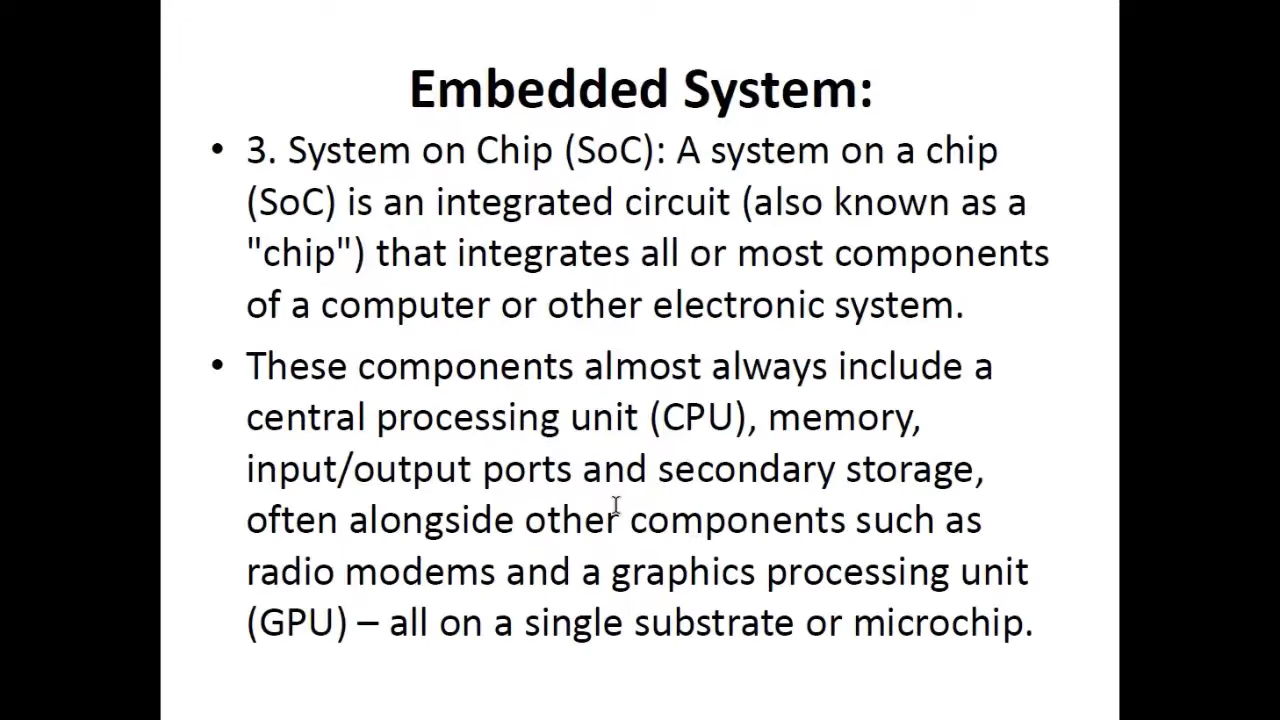 Embedded System:
• 3. System on Chip (SoC): A system on a chip
(SoC) is an integrated circuit (also known as a
"chip") that integrates all or most components
of a computer or other electronic system.
• These components almost always include a
central processing unit (CPU), memory,
input/output ports and secondary storage,
often alongside other components such as
radio modems and a graphics processing unit
(GPU) – all on a single substrate or microchip.